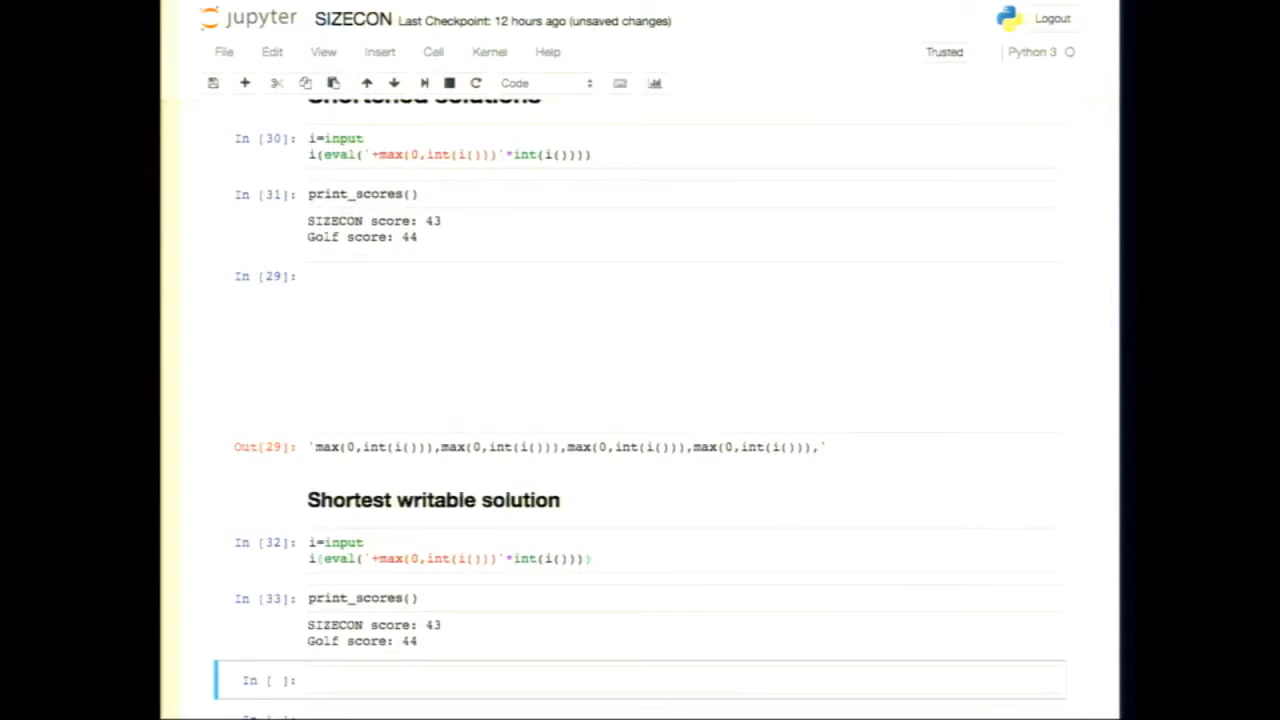 jupyter SIZECON Last Checkpoint: 12 hours ago (unsaved changes) Logout
File Edit View Insert Cell Kernel Help Trusted Python 3
Code
Shortened solutions
In [30]: i=input
i(eval('+max(0,int(i()))'*int(i())))
In [31]: print_scores()
SIZECON score: 43
Golf score: 44
In [29]:
Out[29]: 'max(0,int(i())),max(0,int(i())),max(0,int(i())),max(0,int(i())),'
Shortest writable solution
In [32]: i=input
i(eval('+max(0,int(i()))'*int(i())))
In [33]: print_scores()
SIZECON score: 43
Golf score: 44
In [ ]: